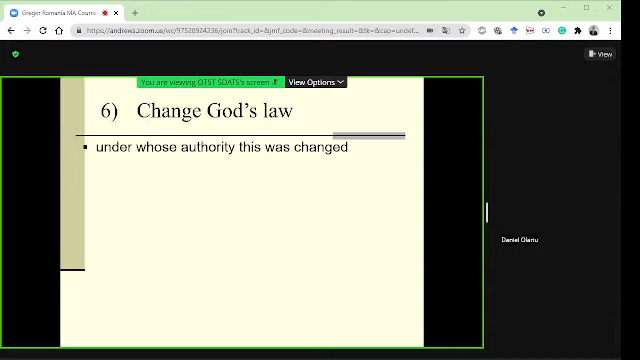 Gregor Romania MA Course
https://andrews.zoom.us/wc/97528924236/join?track_id=&jmf_code=&meeting_result=&tk=&cap=undef...
View
You are viewing OTST SDATS's screen
View Options
6) Change God's law
▪ under whose authority this was changed
Daniel Olariu